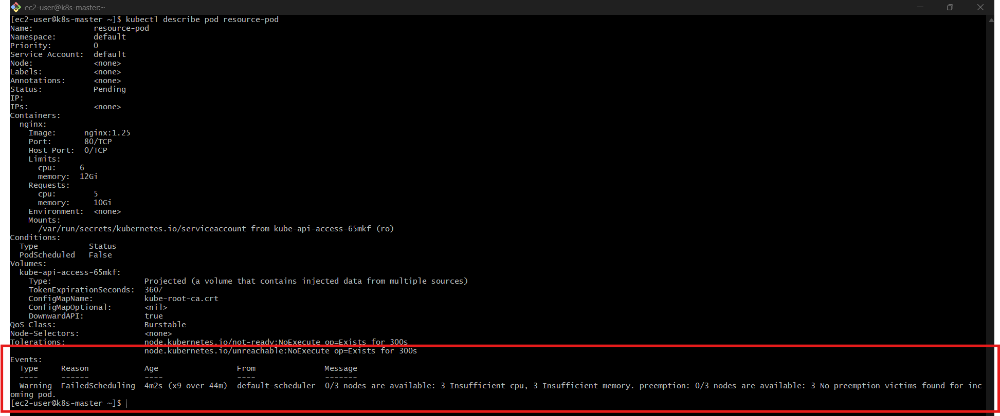 ec2-user@k8s-master:~
[ec2-user@k8s-master ~]$ kubectl describe pod resource-pod
Name:             resource-pod
Namespace:        default
Priority:         0
Service Account:  default
Node:             <none>
Labels:           <none>
Annotations:      <none>
Status:           Pending
IP:
IPs:              <none>
Containers:
  nginx:
    Image:      nginx:1.25
    Port:       80/TCP
    Host Port:  0/TCP
    Limits:
      cpu:     6
      memory:  12Gi
    Requests:
      cpu:        5
      memory:     10Gi
    Environment:  <none>
    Mounts:
      /var/run/secrets/kubernetes.io/serviceaccount from kube-api-access-65mkf (ro)
Conditions:
  Type           Status
  PodScheduled   False
Volumes:
  kube-api-access-65mkf:
    Type:                    Projected (a volume that contains injected data from multiple sources)
    TokenExpirationSeconds:  3607
    ConfigMapName:           kube-root-ca.crt
    ConfigMapOptional:       <nil>
    DownwardAPI:             true
QoS Class:                   Burstable
Node-Selectors:              <none>
Tolerations:                 node.kubernetes.io/not-ready:NoExecute op=Exists for 300s
                             node.kubernetes.io/unreachable:NoExecute op=Exists for 300s
Events:
  Type     Reason            Age                 From               Message
  ----     ------            ----                ----               -------
  Warning  FailedScheduling  4m2s (x9 over 44m)  default-scheduler  0/3 nodes are available: 3 Insufficient cpu, 3 Insufficient memory. preemption: 0/3 nodes are available: 3 No preemption victims found for inc
oming pod.
[ec2-user@k8s-master ~]$